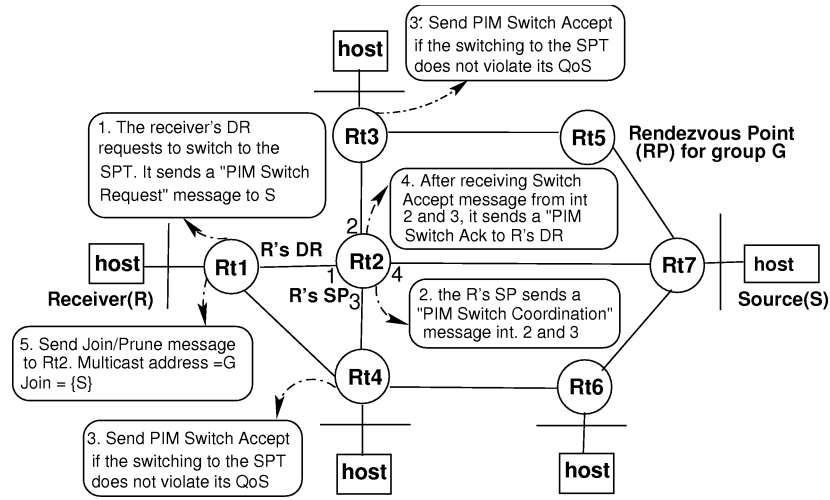 3. Send PIM Switch Accept
if the switching to the SPT
does not violate its QoS
host
1. The receiver's DR
requests to switch to the
SPT. It sends a "PIM Switch
Request" message to S
Rt3
Rt5
Rendezvous Point
(RP) for group G
4. After receiving Switch
Accept message from int
2 and 3, it sends a "PIM
Switch Ack to R's DR
2
host
Receiver(R)
Rt1
R's DR
Rt2
1
4
R's SP
3
Rt7
host
Source(S)
2. the R's SP sends a
"PIM Switch Coordination"
message int. 2 and 3
5. Send Join/Prune message
to Rt2. Multicast address =G
Join = {S}
Rt4
Rt6
3. Send PIM Switch Accept
if the switching to the SPT
does not violate its QoS
host
host